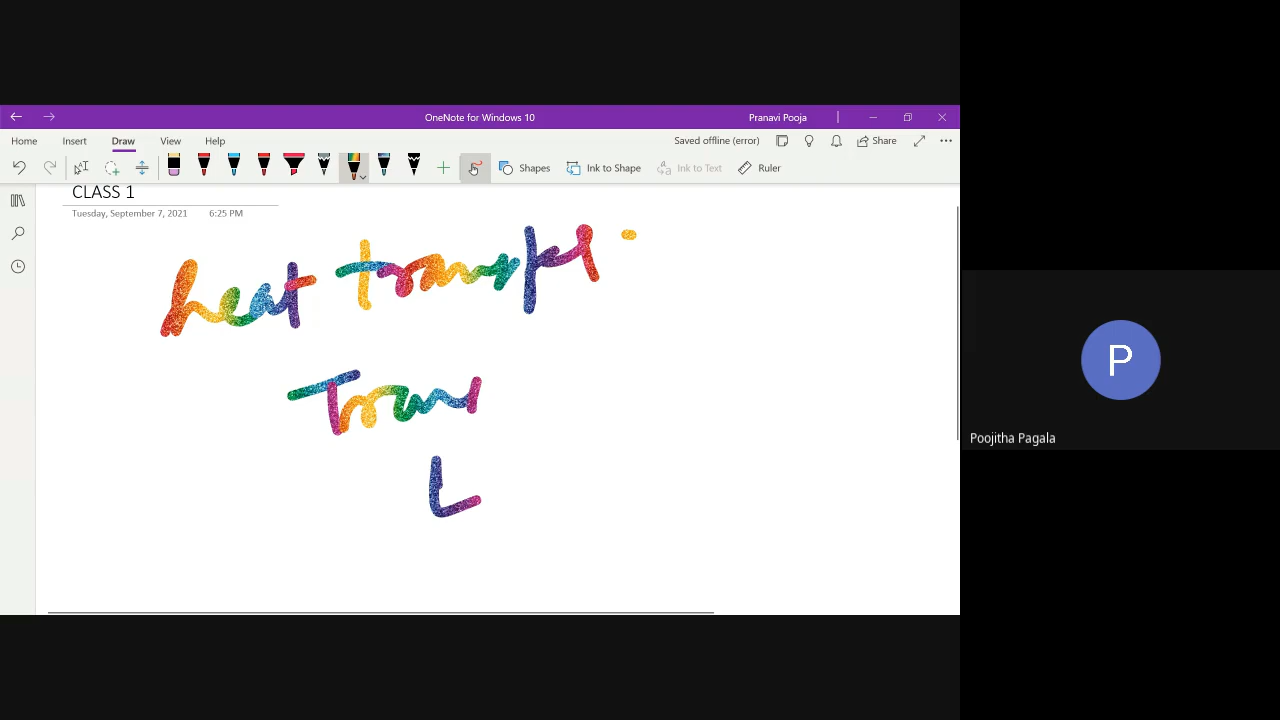 OneNote for Windows 10
Pranavi Pooja
Home Insert Draw View Help
Saved offline (error) Share
Shapes Ink to Shape Ink to Text Ruler
CLASS 1
Tuesday, September 7, 2021 6:25 PM
heat transfer
Tran
L
P
Poojitha Pagala